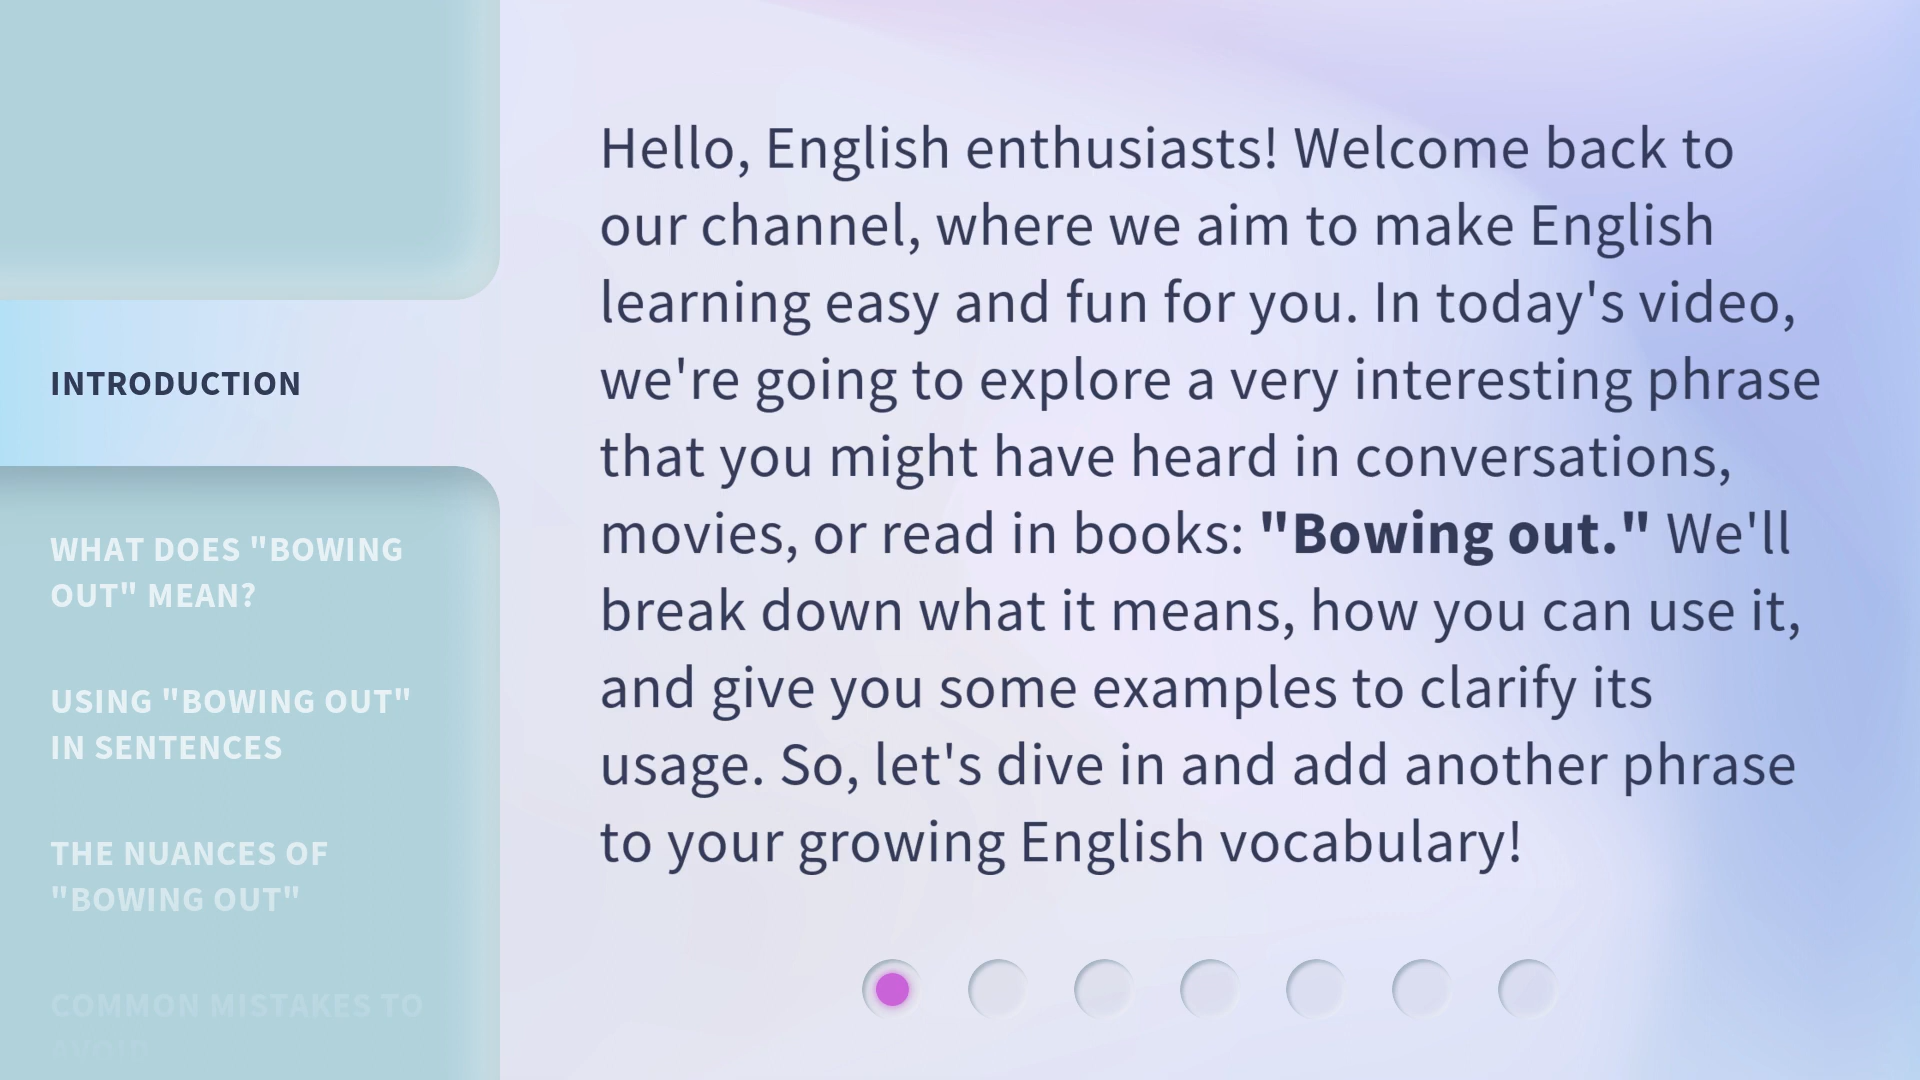 INTRODUCTION
WHAT DOES "BOWING
OUT" MEAN?
USING "BOWING OUT"
IN SENTENCES
THE NUANCES OF
"BOWING OUT"
COMMON MISTAKES TO
AVOID
Hello, English enthusiasts! Welcome back to
our channel, where we aim to make English
learning easy and fun for you. In today's video,
we're going to explore a very interesting phrase
that you might have heard in conversations,
movies, or read in books: "Bowing out." We'll
break down what it means, how you can use it,
and give you some examples to clarify its
usage. So, let's dive in and add another phrase
to your growing English vocabulary!